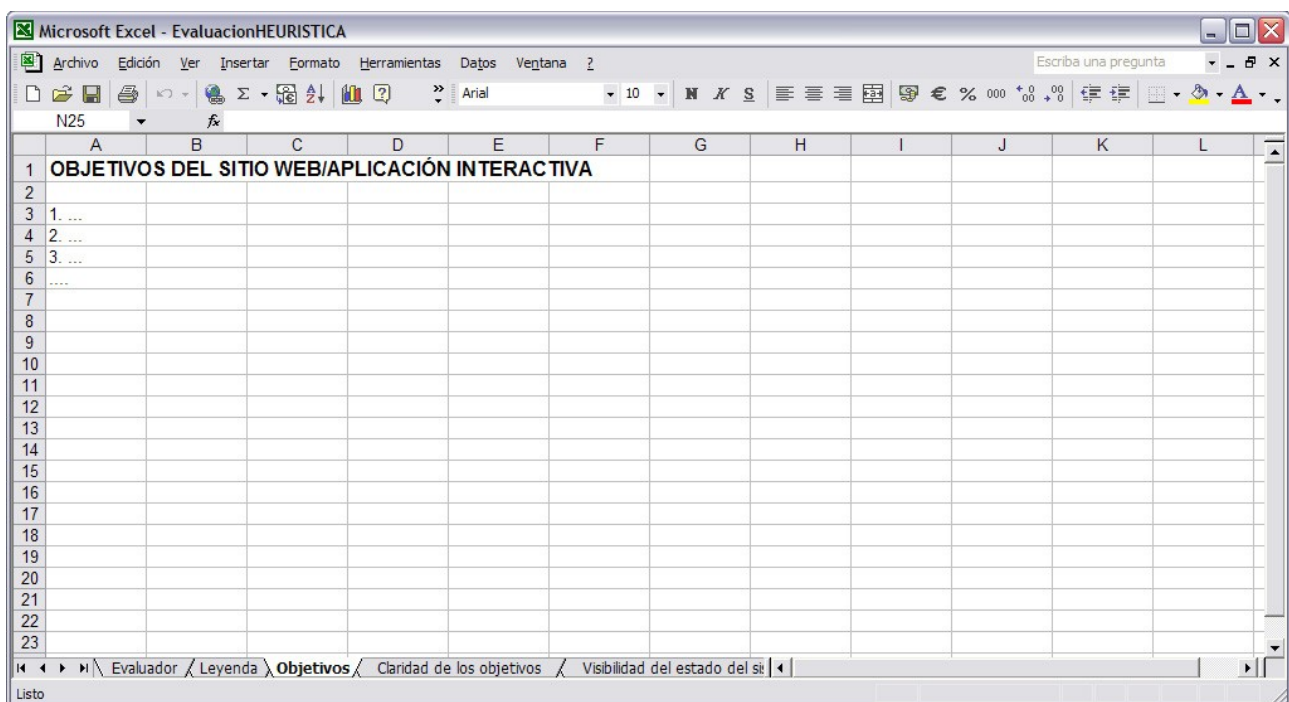 Microsoft Excel - EvaluacionHEURISTICA
Archivo Edición Ver Insertar Formato Herramientas Datos Ventana ? Escriba una pregunta
Arial 10 N K S € % 000
N25 fx
A B C D E F G H I J K L
1 OBJETIVOS DEL SITIO WEB/APLICACIÓN INTERACTIVA
2
3 1. ...
4 2. ...
5 3. ...
6 ....
7
8
9
10
11
12
13
14
15
16
17
18
19
20
21
22
23
Evaluador Leyenda Objetivos Claridad de los objetivos Visibilidad del estado del si
Listo